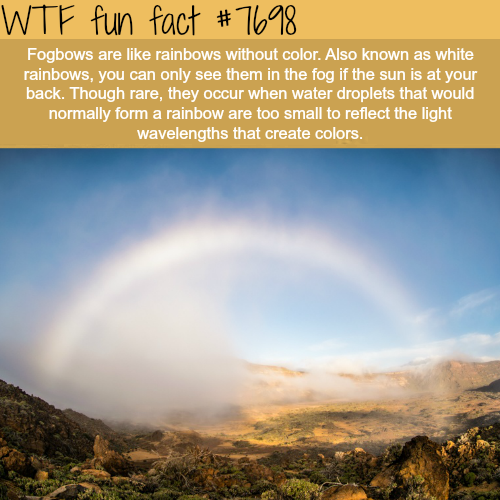 WTF fun fact #7698
Fogbows are like rainbows without color. Also known as white
rainbows, you can only see them in the fog if the sun is at your
back. Though rare, they occur when water droplets that would
normally form a rainbow are too small to reflect the light
wavelengths that create colors.